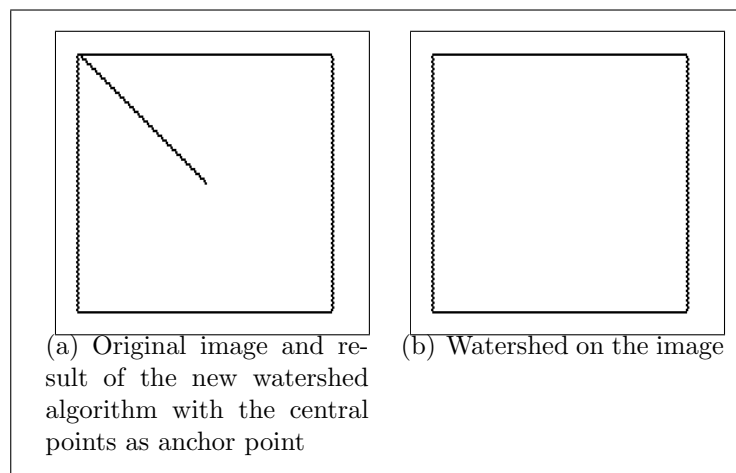 (a) Original image and re-
sult of the new watershed
algorithm with the central
points as anchor point
(b) Watershed on the image